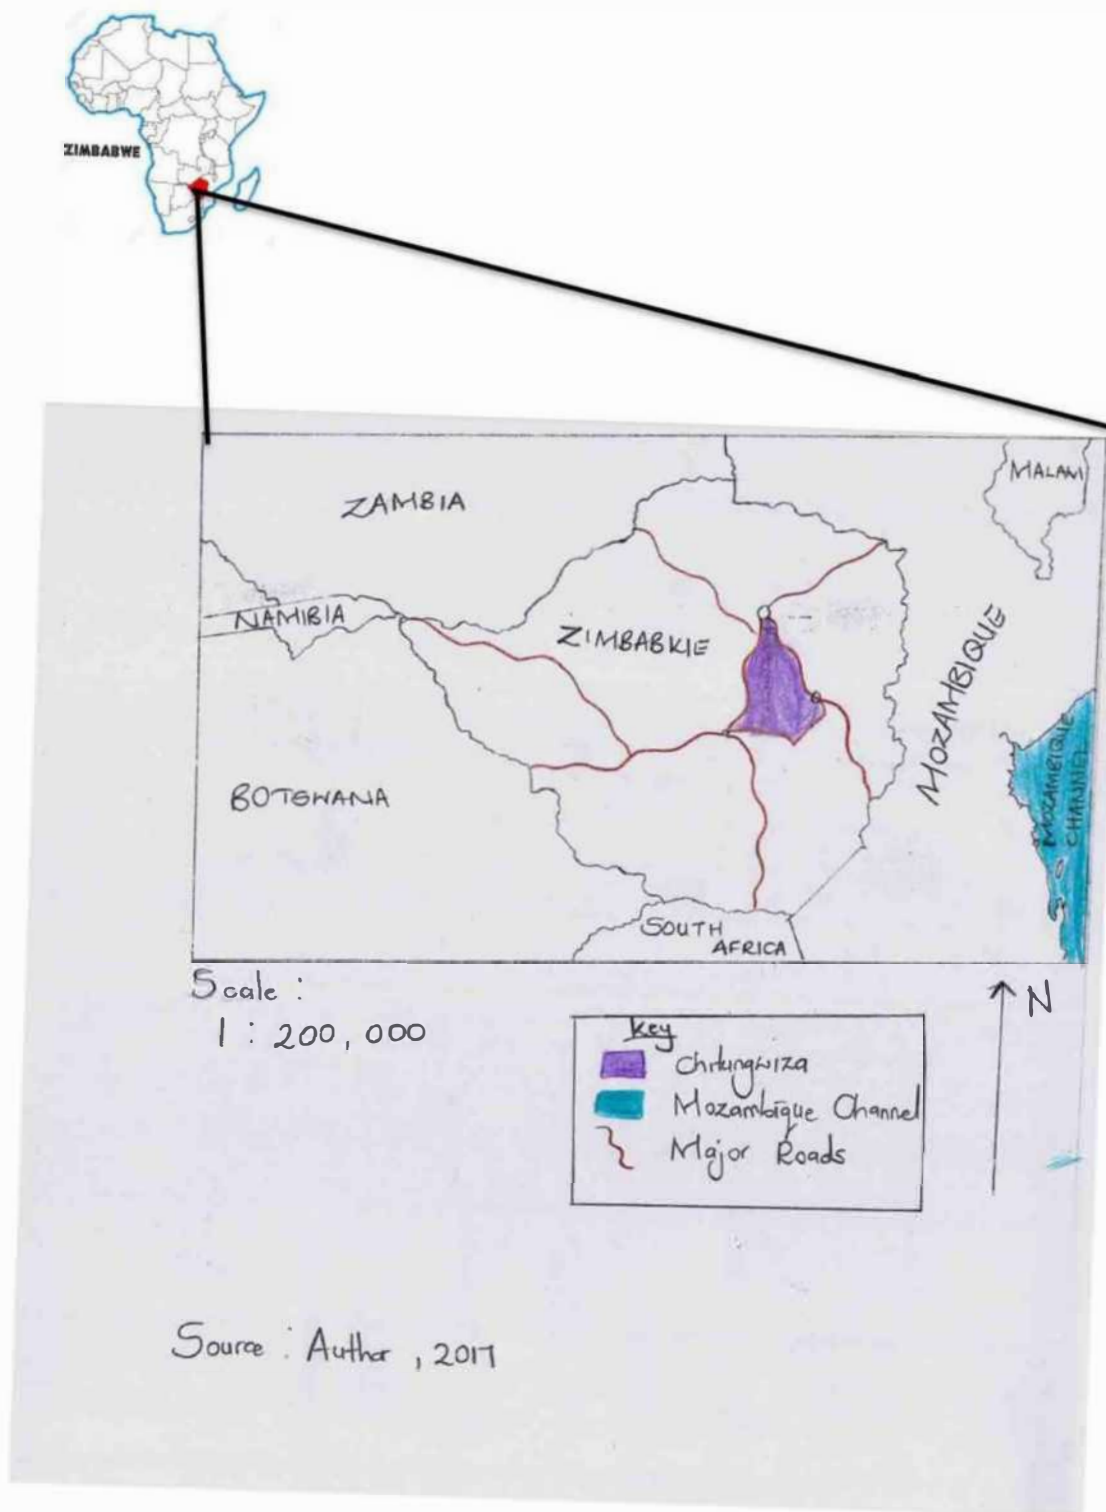 ZIMBABWE
ZAMBIA
MALAWI
NAMIBIA
ZIMBABKIE
MOZAMBIQUE
BOTSWANA
MOZAMBIQUE
CHANNEL
SOUTH
AFRICA
Scale :
1 : 200,000
N
Key
Chitungwiza
Mozambique Channel
Major Roads
Source : Author , 2017